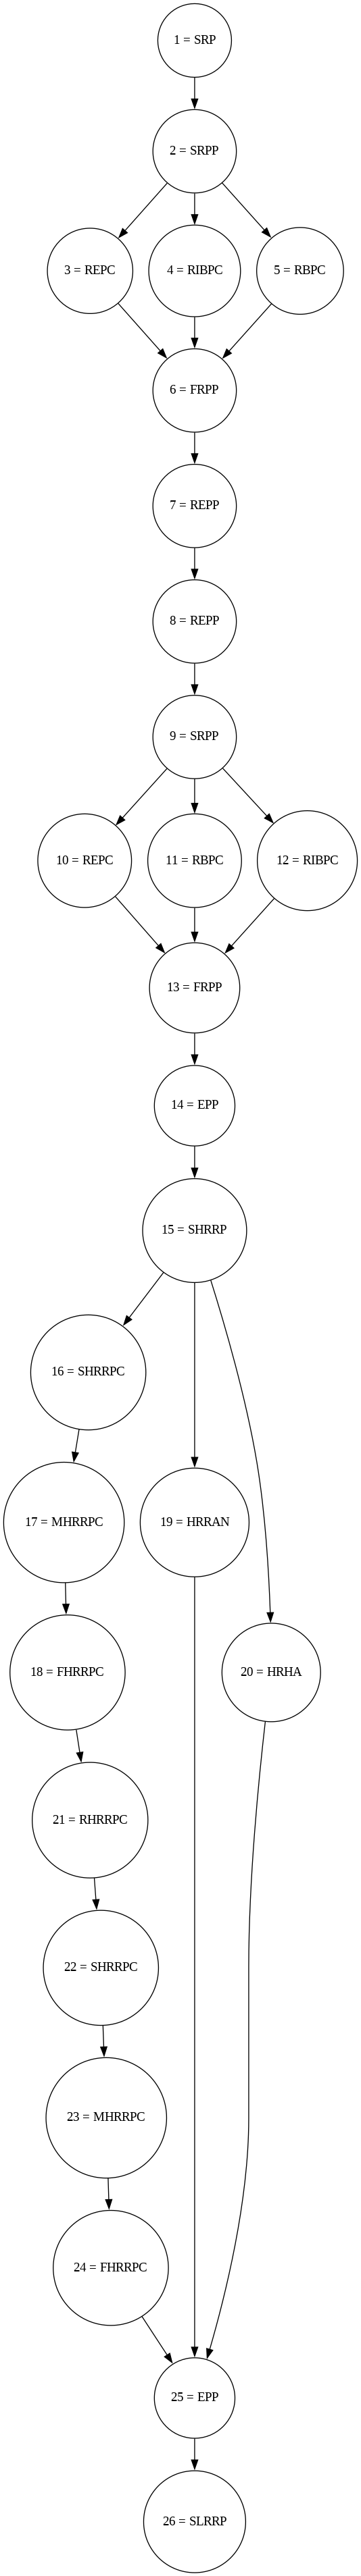 1 = SRP
2 = SRPP
3 = REPC
4 = RIBPC
5 = RBPC
6 = FRPP
7 = REPP
8 = REPP
9 = SRPP
10 = REPC
11 = RBPC
12 = RIBPC
13 = FRPP
14 = EPP
15 = SHRRP
16 = SHRRPC
17 = MHRRPC
19 = HRRAN
18 = FHRRPC
20 = HRHA
21 = RHRRPC
22 = SHRRPC
23 = MHRRPC
24 = FHRRPC
25 = EPP
26 = SLRRP